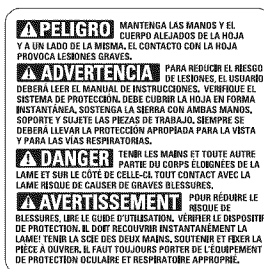 PELIGRO MANTENGA LAS MANOS Y EL
CUERPO ALEJADOS DE LA HOJA
Y A UN LADO DE LA MISMA. EL CONTACTO CON LA HOJA
PROVOCA LESIONES GRAVES.
ADVERTENCIA PARA REDUCIR EL RIESGO
DE LESIONES, EL USUARIO
DEBERÁ LEER EL MANUAL DE INSTRUCCIONES. VERIFIQUE EL
SISTEMA DE PROTECCIÓN. DEBE CUBRIR LA HOJA EN FORMA
INSTANTÁNEA. SOSTENGA LA SIERRA CON AMBAS MANOS,
SOPORTE Y SUJETE LAS PIEZAS DE TRABAJO. SIEMPRE SE
DEBERÁ LLEVAR LA PROTECCIÓN APROPIADA PARA LA VISTA
Y PARA LAS VÍAS RESPIRATORIAS.
DANGER TENIR LES MAINS ET TOUTE AUTRE
PARTIE DU CORPS ÉLOIGNÉES DE LA
LAME ET SUR LE CÔTÉ DE CELLE-CI. TOUT CONTACT AVEC LA
LAME RISQUE DE CAUSER DE GRAVES BLESSURES.
AVERTISSEMENT POUR RÉDUIRE LE
RISQUE DE
BLESSURES, LIRE LE GUIDE D'UTILISATION. VÉRIFIER LE DISPOSITIF
DE PROTECTION. IL DOIT RECOUVRIR INSTANTANÉMENT LA
LAME! TENIR LA SCIE DES DEUX MAINS, SOUTENIR ET FIXER LA
PIÈCE À OUVRER. IL FAUT TOUJOURS PORTER DE L'ÉQUIPEMENT
DE PROTECTION OCULAIRE ET RESPIRATOIRE APPROPRIÉ.